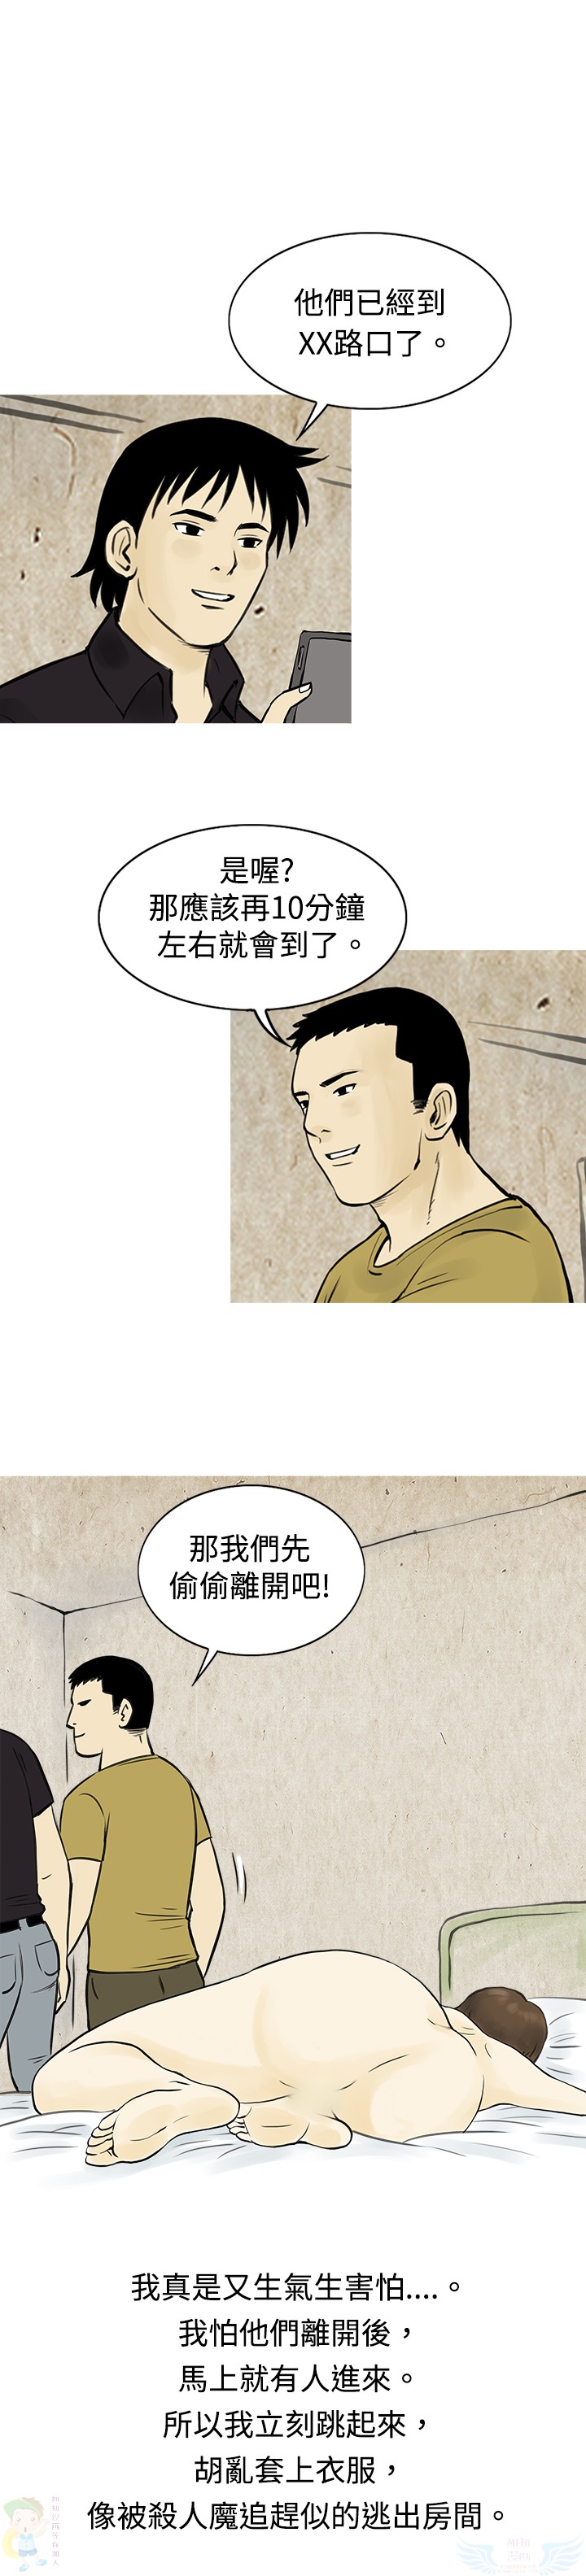 他們已經到
XX路口了。
是喔?
那應該再10分鐘
左右就會到了。
那我們先
偷偷離開吧!
我真是又生氣生害怕....。
我怕他們離開後，
馬上就有人進來。
所以我立刻跳起來，
胡亂套上衣服，
像被殺人魔追趕似的逃出房間。